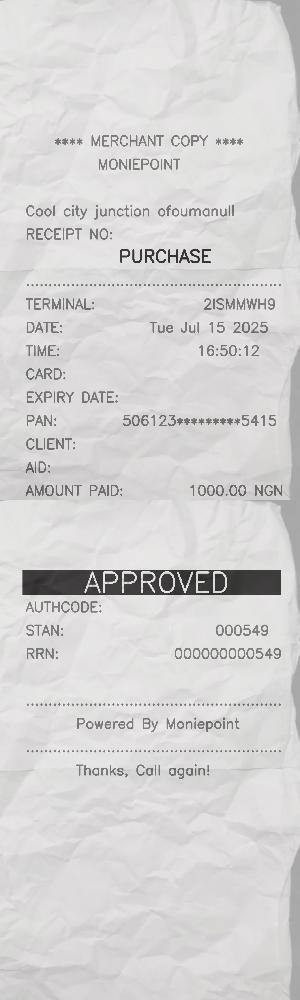 **** MERCHANT COPY ****
MONIEPOINT
Cool city junction ofoumanull
RECEIPT NO:
PURCHASE
TERMINAL: 2ISMMWH9
DATE: Tue Jul 15 2025
TIME: 16:50:12
CARD:
EXPIRY DATE:
PAN: 506123*********5415
CLIENT:
AID:
AMOUNT PAID: 1000.00 NGN
APPROVED
AUTHCODE:
STAN: 000549
RRN: 000000000549
Powered By Moniepoint
Thanks, Call again!